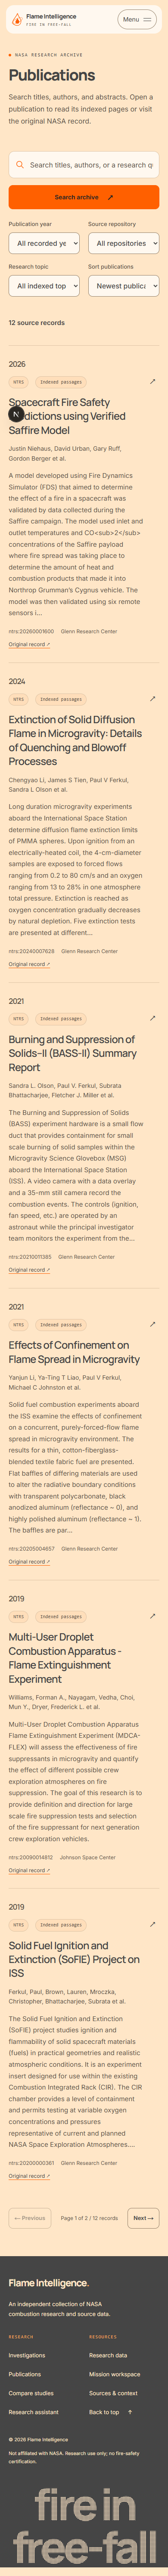 Flame Intelligence
FIRE IN FREE-FALL
Menu
NASA RESEARCH ARCHIVE
Publications
Search titles, authors, and abstracts. Open a
publication to read its indexed pages or visit
the original NASA record.
Search titles, authors, or a research q
Search archive ↗
Publication year
Source repository
All recorded ye
All repositories
Research topic
Sort publications
All indexed top
Newest publica
12 source records
2026
NTRS Indexed passages ↗
Spacecraft Fire Safety
Predictions using Verified
Saffire Model
N
Justin Niehaus, David Urban, Gary Ruff,
Gordon Berger et al.
A model developed using Fire Dynamics
Simulator (FDS) that aimed to determine
the effect of a fire in a spacecraft was
validated by data collected during the
Saffire campaign. The model used inlet and
outlet temperatures and CO<sub>2</sub>
concentrations of the Saffire payload
where fire spread was taking place to
determine the amount of heat and
combustion products that made it into
Northrop Grumman's Cygnus vehicle. The
model was then validated using six remote
sensors i...
ntrs:20260001600 Glenn Research Center
Original record ↗
2024
NTRS Indexed passages ↗
Extinction of Solid Diffusion
Flame in Microgravity: Details
of Quenching and Blowoff
Processes
Chengyao Li, James S Tien, Paul V Ferkul,
Sandra L Olson et al.
Long duration microgravity experiments
aboard the International Space Station
determine diffusion flame extinction limits
of PMMA spheres. Upon ignition from an
electrically-coil heated, the 4-cm-diameter
samples are exposed to forced flows
ranging from 0.2 to 80 cm/s and an oxygen
ranging from 13 to 28% in one atmosphere
total pressure. Extinction is reached as
oxygen concentration gradually decreases
by natural depletion. Five extinction tests
are presented at different...
ntrs:20240007628 Glenn Research Center
Original record ↗
2021
NTRS Indexed passages ↗
Burning and Suppression of
Solids–II (BASS-II) Summary
Report
Sandra L. Olson, Paul V. Ferkul, Subrata
Bhattacharjee, Fletcher J. Miller et al.
The Burning and Suppression of Solids
(BASS) experiment hardware is a small flow
duct that provides containment for small
scale burning of solid samples within the
Microgravity Science Glovebox (MSG)
aboard the International Space Station
(ISS). A video camera with a data overlay
and a 35-mm still camera record the
combustion events. The controls (ignition,
fan speed, etc.) are operated by an
astronaut while the principal investigator
team monitors the experiment from the...
ntrs:20210011385 Glenn Research Center
Original record ↗
2021
NTRS Indexed passages ↗
Effects of Confinement on
Flame Spread in Microgravity
Yanjun Li, Ya-Ting T Liao, Paul V Ferkul,
Michael C Johnston et al.
Solid fuel combustion experiments aboard
the ISS examine the effects of confinement
on a concurrent, purely-forced-flow flame
spread in microgravity environment. The
results for a thin, cotton-fiberglass-
blended textile fabric fuel are presented.
Flat baffles of differing materials are used
to alter the radiative boundary conditions
with transparent polycarbonate, black
anodized aluminum (reflectance ~ 0), and
highly polished aluminum (reflectance ~ 1).
The baffles are par...
ntrs:20205004657 Glenn Research Center
Original record ↗
2019
NTRS Indexed passages ↗
Multi-User Droplet
Combustion Apparatus -
Flame Extinguishment
Experiment
Williams, Forman A., Nayagam, Vedha, Choi,
Mun Y., Dryer, Frederick L. et al.
Multi-User Droplet Combustion Apparatus
Flame Extinguishment Experiment (MDCA-
FLEX) will assess the effectiveness of fire
suppressants in microgravity and quantify
the effect of different possible crew
exploration atmospheres on fire
suppression. The goal of this research is to
provide definition and direction for large
scale fire suppression tests and selection
of the fire suppressant for next generation
crew exploration vehicles.
ntrs:20090014812 Johnson Space Center
Original record ↗
2019
NTRS Indexed passages ↗
Solid Fuel Ignition and
Extinction (SoFIE) Project on
ISS
Ferkul, Paul, Brown, Lauren, Mroczka,
Christopher, Bhattacharjee, Subrata et al.
The Solid Fuel Ignition and Extinction
(SoFIE) project studies ignition and
flammability of solid spacecraft materials
(fuels) in practical geometries and realistic
atmospheric conditions. It is an experiment
insert designed for use within the existing
Combustion Integrated Rack (CIR). The CIR
chamber provides a level of containment
and permits testing at variable oxygen
concentrations and pressures
representative of current and planned
NASA Space Exploration Atmospheres....
ntrs:20200000361 Glenn Research Center
Original record ↗
← Previous Page 1 of 2 / 12 records Next →
Flame Intelligence.
An independent collection of NASA
combustion research and source data.
RESEARCH
RESOURCES
Investigations
Research data
Publications
Mission workspace
Compare studies
Sources & context
Research assistant
Back to top ↑
© 2026 Flame Intelligence
Not affiliated with NASA. Research use only; no fire-safety
certification.
fire in
free-fall